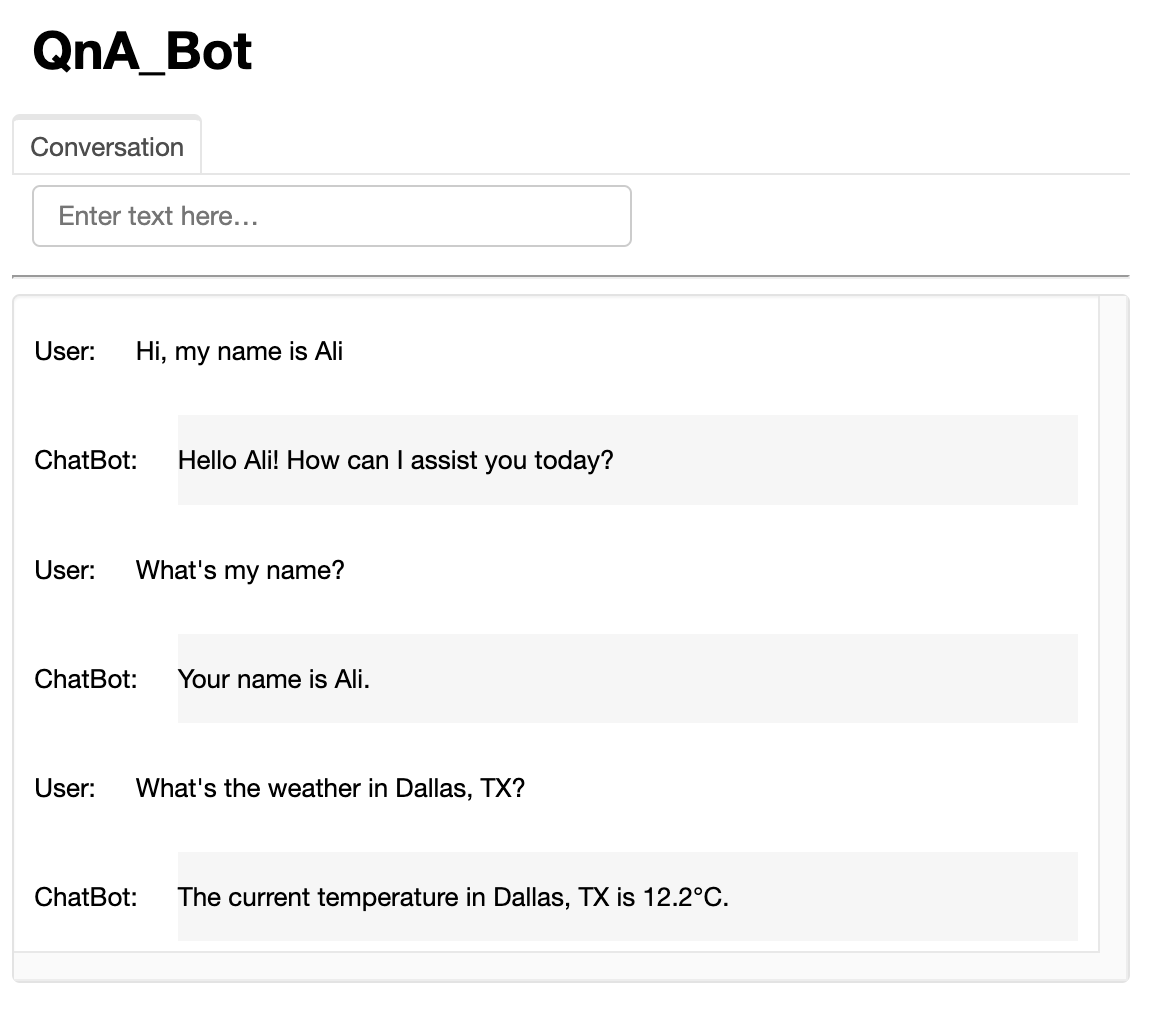 QnA_Bot
Conversation
Enter text here...
User: Hi, my name is Ali
ChatBot: Hello Ali! How can I assist you today?
User: What's my name?
ChatBot: Your name is Ali.
User: What's the weather in Dallas, TX?
ChatBot: The current temperature in Dallas, TX is 12.2°C.